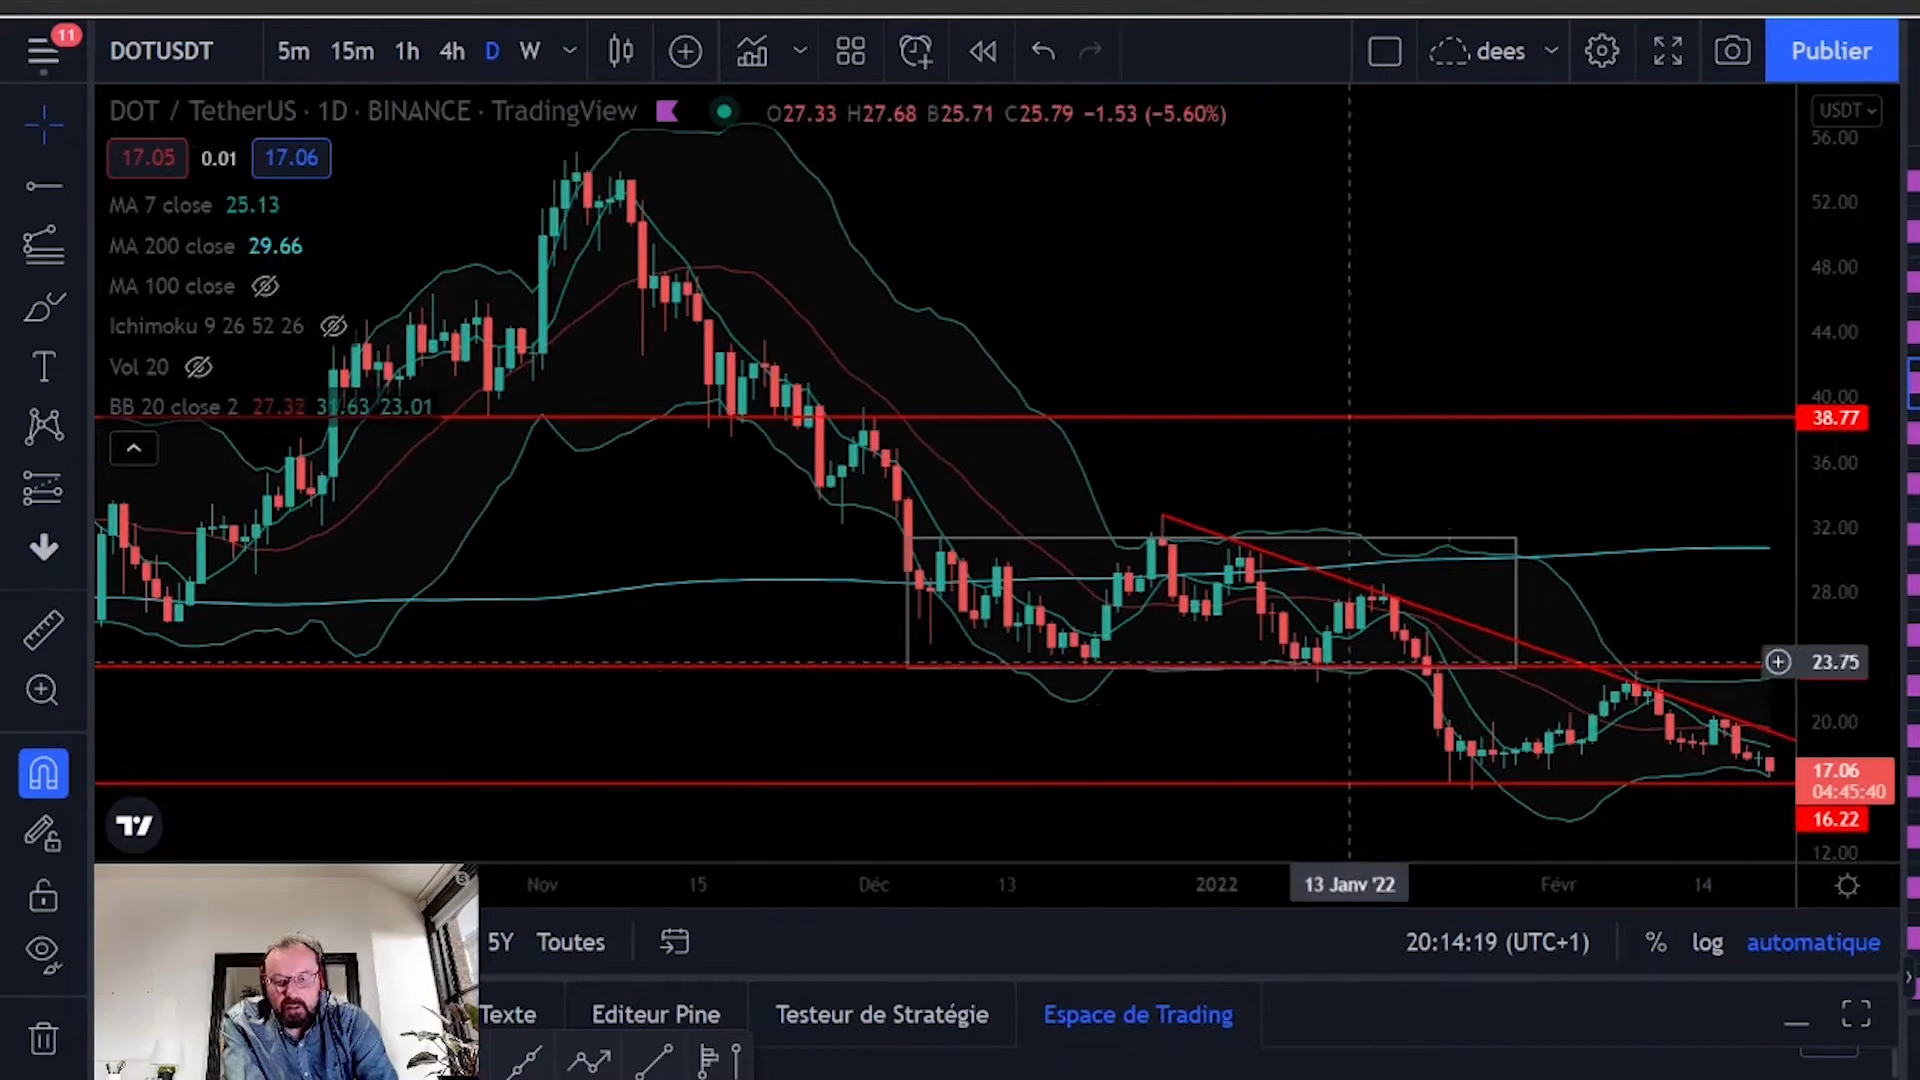 11
DOTUSDT 5m 15m 1h 4h D W dees Publier
DOT / TetherUS · 1D · BINANCE · TradingView O27.33 H27.68 B25.71 C25.79 −1.53 (−5.60%)
USDT
17.05 0.01 17.06
MA 7 close 25.13
MA 200 close 29.66
MA 100 close
Ichimoku 9 26 52 26
Vol 20
BB 20 close 2 27.32 31.63 23.01
56.00
52.00
48.00
44.00
40.00
38.77
36.00
32.00
28.00
23.75
20.00
17.06
04:45:40
16.22
12.00
Nov 15 Déc 13 2022 13 Janv '22 Févr 14
5Y Toutes 20:14:19 (UTC+1) % log automatique
Texte Editeur Pine Testeur de Stratégie Espace de Trading